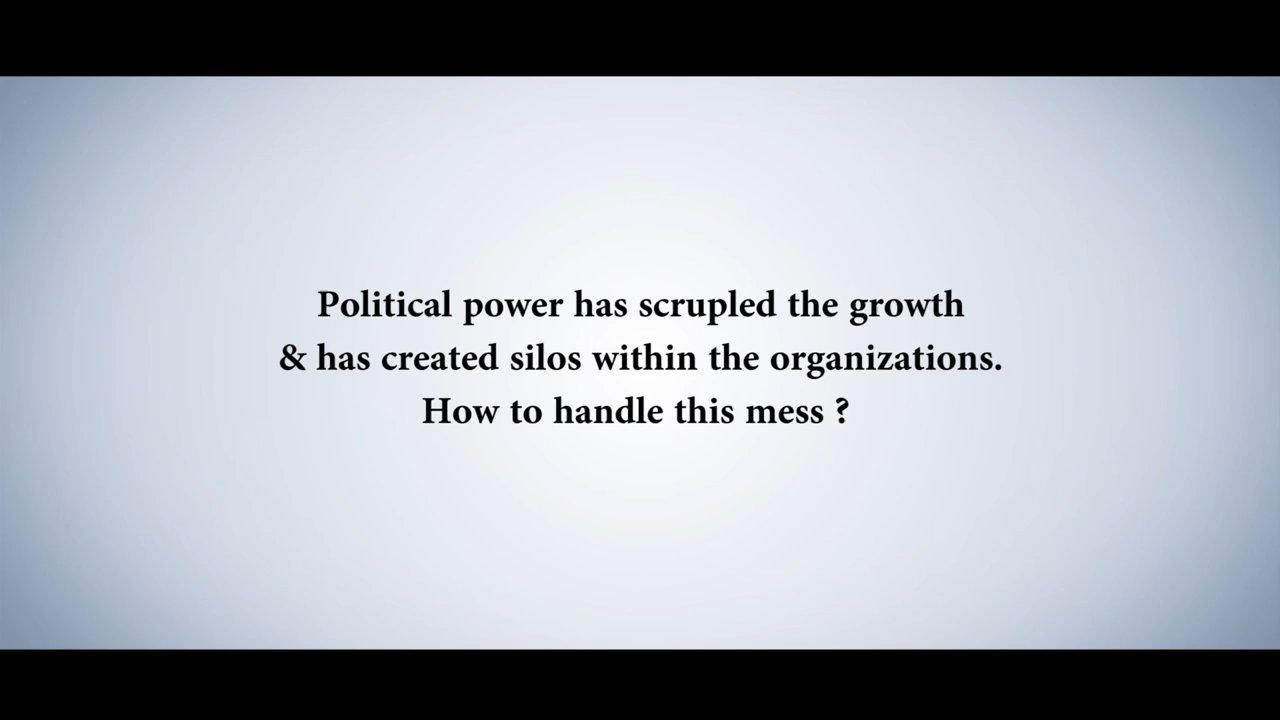 Political power has scrupled the growth
& has created silos within the organizations.
How to handle this mess ?